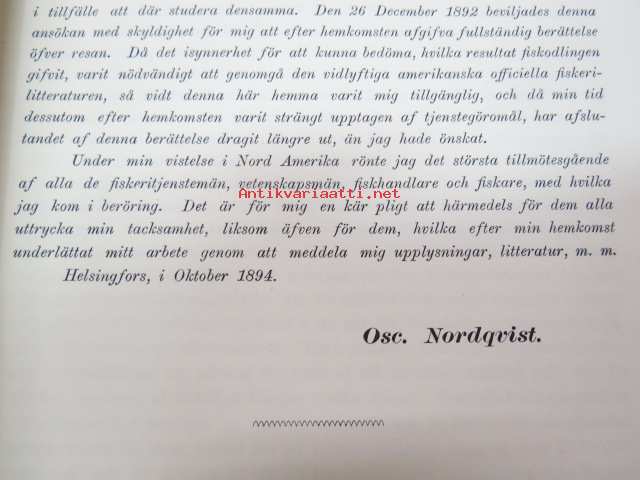 i tillfälle att där studera densamma. Den 26 December 1892 beviljades denna
ansökan med skyldighet för mig att efter hemkomsten afgifva fullständig berättelse
öfver resan. Då det isynnerhet för att kunna bedöma, hvilka resultat fiskodlingen
gifvit, varit nödvändigt att genomgå den vidlyftiga amerikanska officiella fiskeri-
litteraturen, så vidt denna här hemma varit mig tillgänglig, och då min tid
dessutom efter hemkomsten varit strängt upptagen af tjenstegöromål, har afslu-
tandet af denna berättelse dragit längre ut, än jag hade önskat.
Under min vistelse i Nord Amerika rönte jag det största tillmötesgående
af alla de fiskeritjenstemän, vetenskapsmän, fiskhandlare och fiskare, med hvilka
Antikvariaatti.net
jag kom i beröring. Det är för mig en kär pligt att härmedels för dem alla
uttrycka min tacksamhet, liksom äfven för dem, hvilka efter min hemkomst
underlättat mitt arbete genom att meddela mig upplysningar, litteratur, m. m.
Helsingfors, i Oktober 1894.
Osc. Nordqvist.